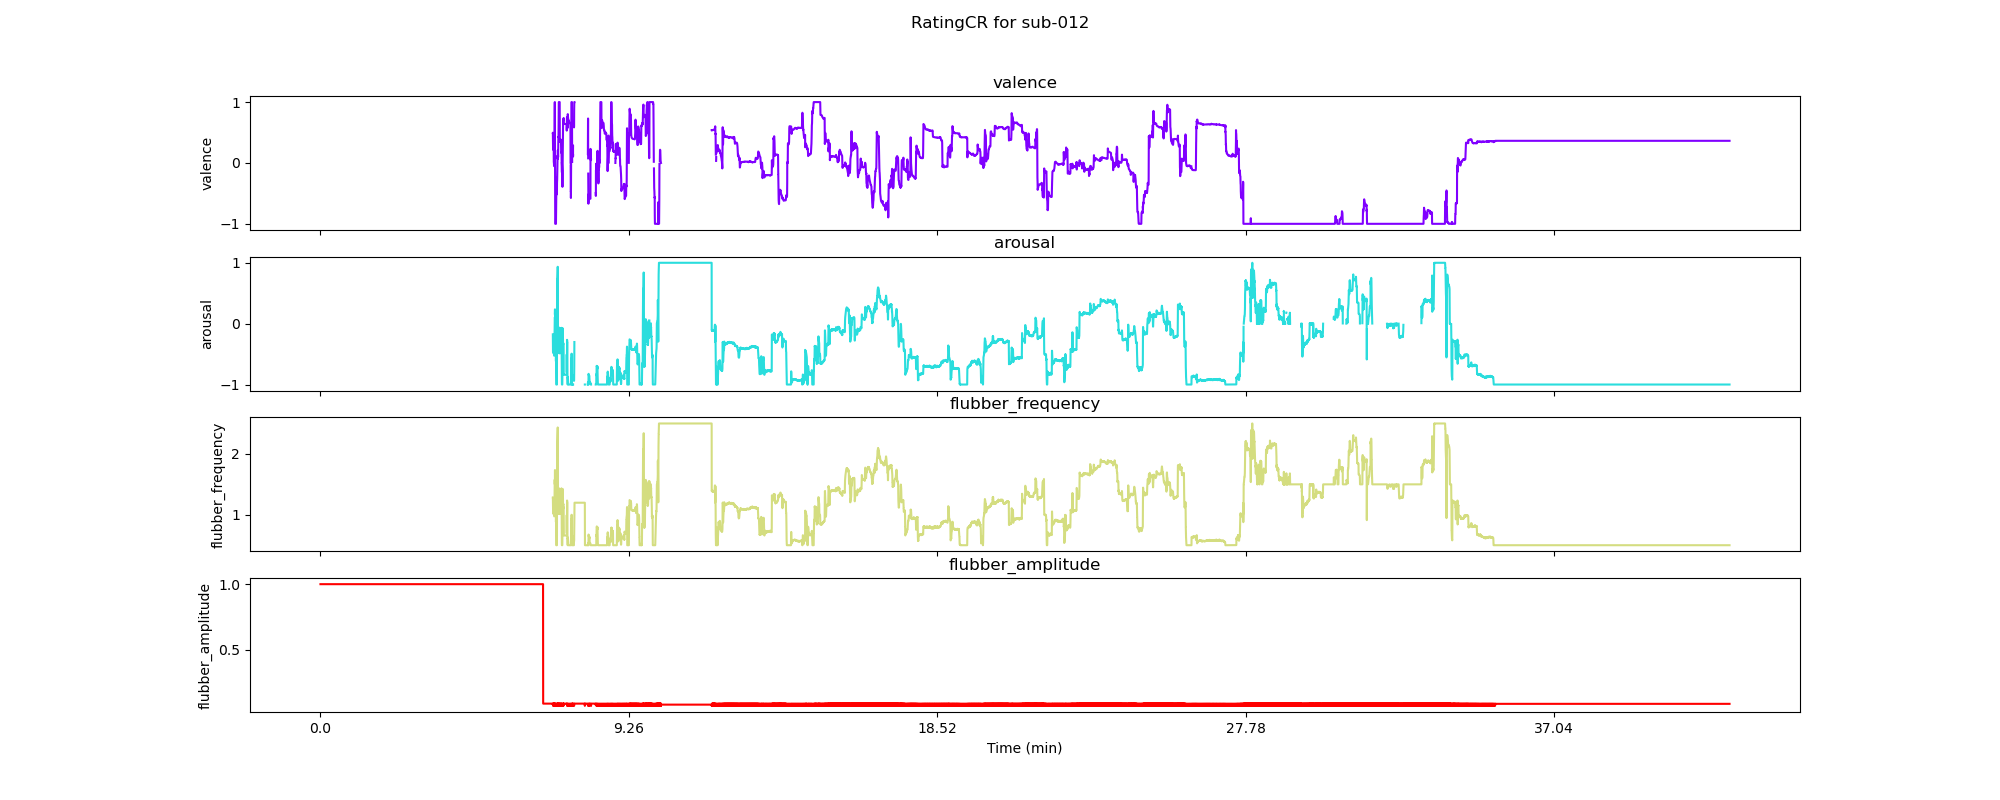 RatingCR for sub-012
valence
valence
1
0
−1
arousal
arousal
1
0
−1
flubber_frequency
flubber_frequency
2
1
flubber_amplitude
flubber_amplitude
1.0
0.5
0.0 9.26 18.52 27.78 37.04
Time (min)